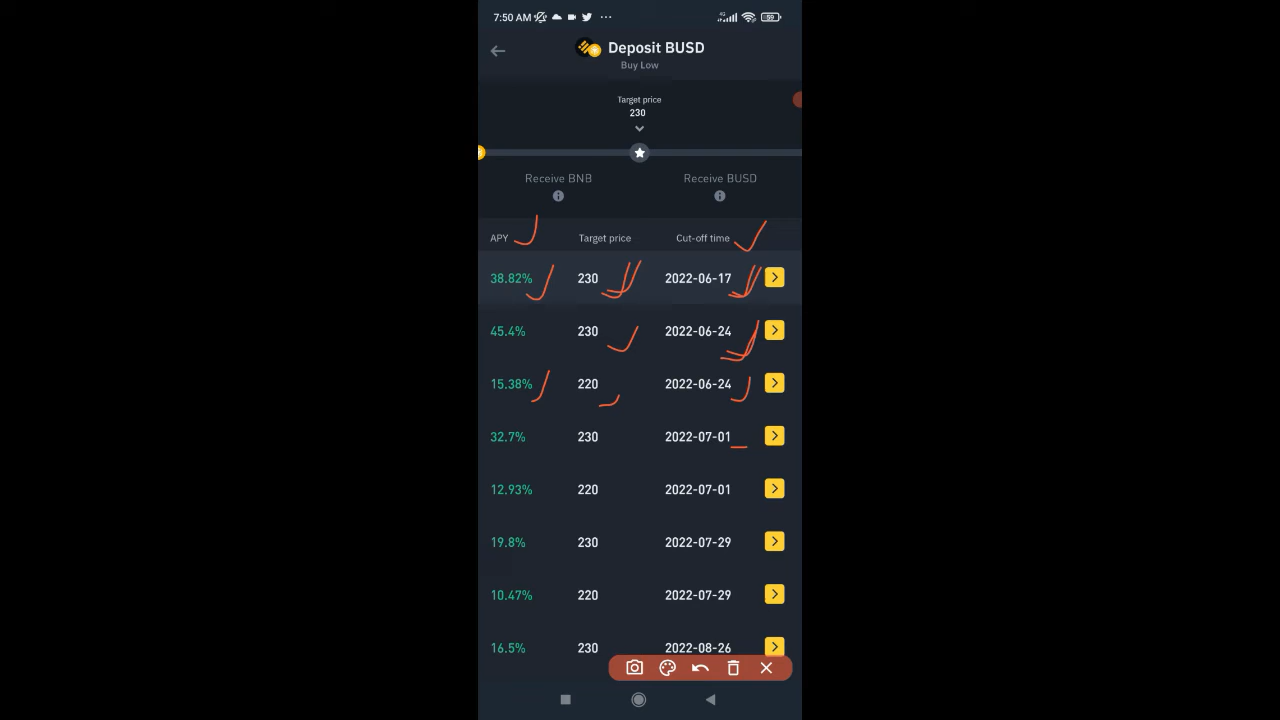 7:50 AM 4G 59
Deposit BUSD
Buy Low
Target price
230
Receive BNB Receive BUSD
APY Target price Cut-off time
38.82% 230 2022-06-17
45.4% 230 2022-06-24
15.38% 220 2022-06-24
32.7% 230 2022-07-01
12.93% 220 2022-07-01
19.8% 230 2022-07-29
10.47% 220 2022-07-29
16.5% 230 2022-08-26